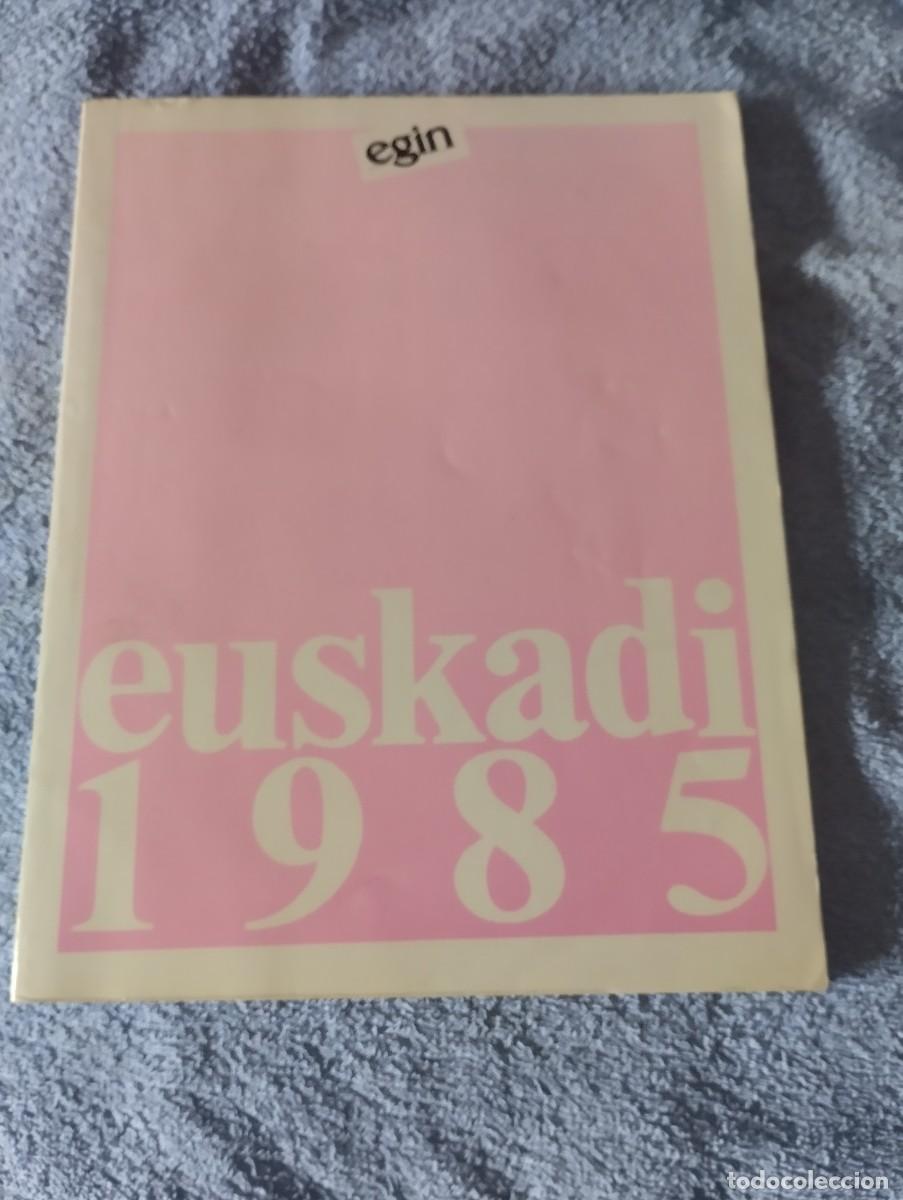 egin
euskadi
1985
todocoleccion